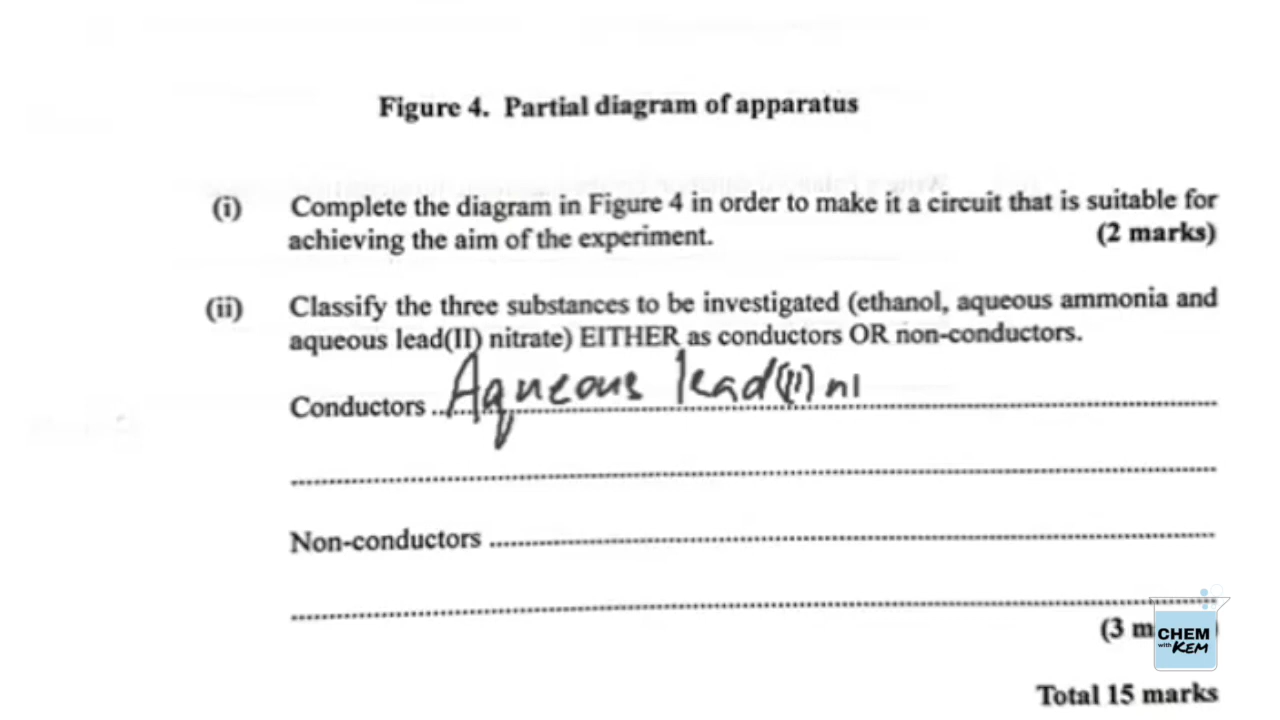 Figure 4. Partial diagram of apparatus
(i) Complete the diagram in Figure 4 in order to make it a circuit that is suitable for
achieving the aim of the experiment. (2 marks)
(ii) Classify the three substances to be investigated (ethanol, aqueous ammonia and
aqueous lead(II) nitrate) EITHER as conductors OR non-conductors.
Conductors Aqueous lead(II) ni
Non-conductors
(3 m
CHEM
with KEM
Total 15 marks